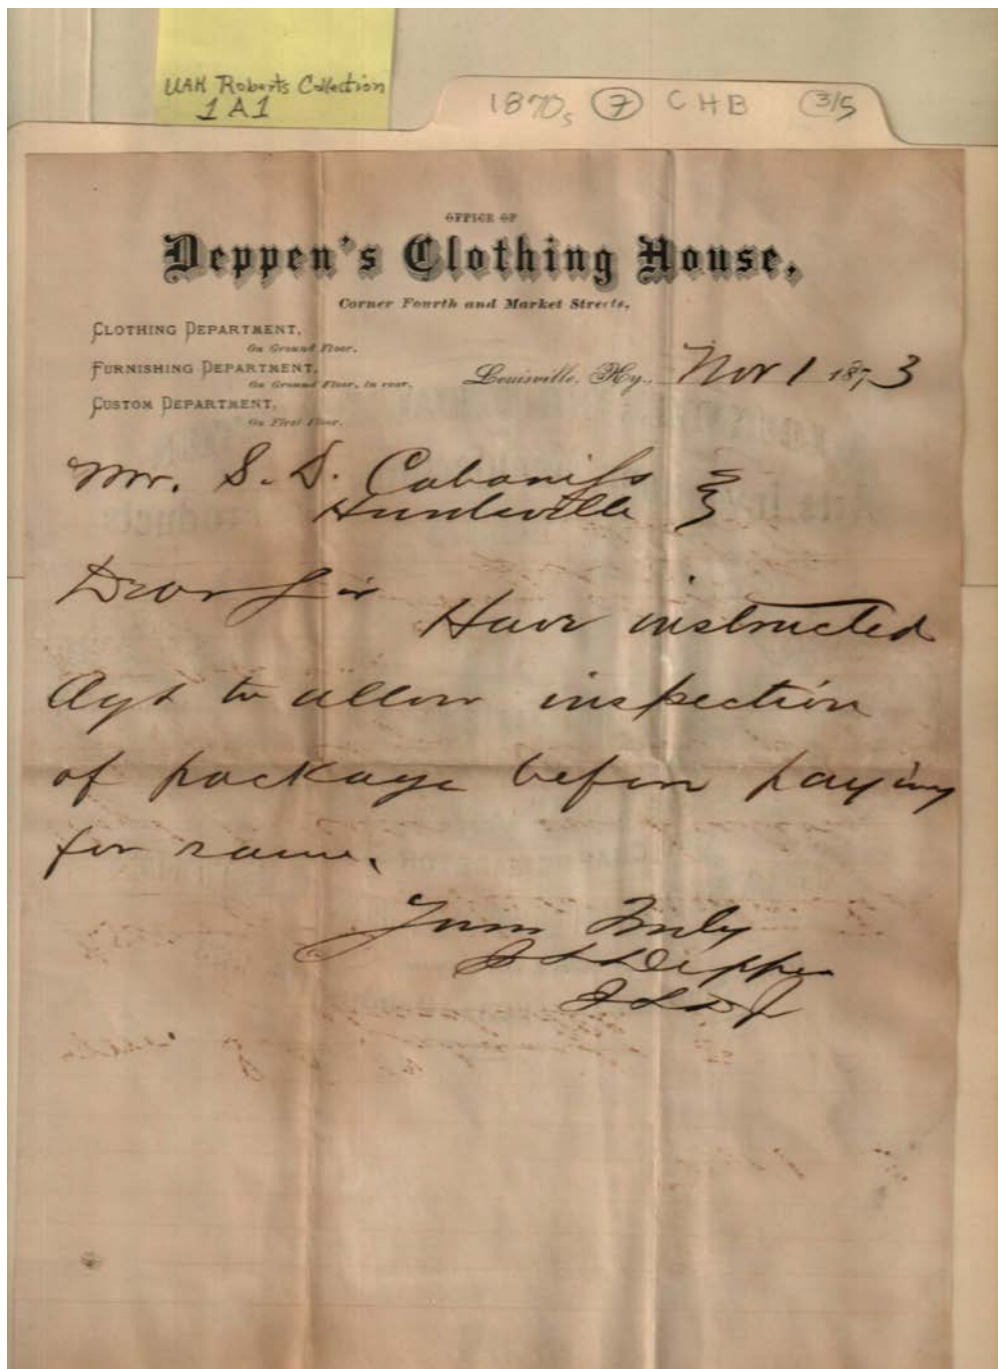 UAH Roberts Collection
1A1
1870s 7 CHB 3/5
OFFICE OF
Deppen's Clothing House,
Corner Fourth and Market Streets,
CLOTHING DEPARTMENT,
On Ground Floor.
FURNISHING DEPARTMENT,
On Ground Floor, in rear.
Louisville, Ky., Nov 1 1873
CUSTOM DEPARTMENT,
On First Floor.
Mr. S. D. Cabaniss
Huntsville
Dear Sir
Have instructed
Agt to allow inspection
of package before paying
for same.
Yours Truly
Deppen